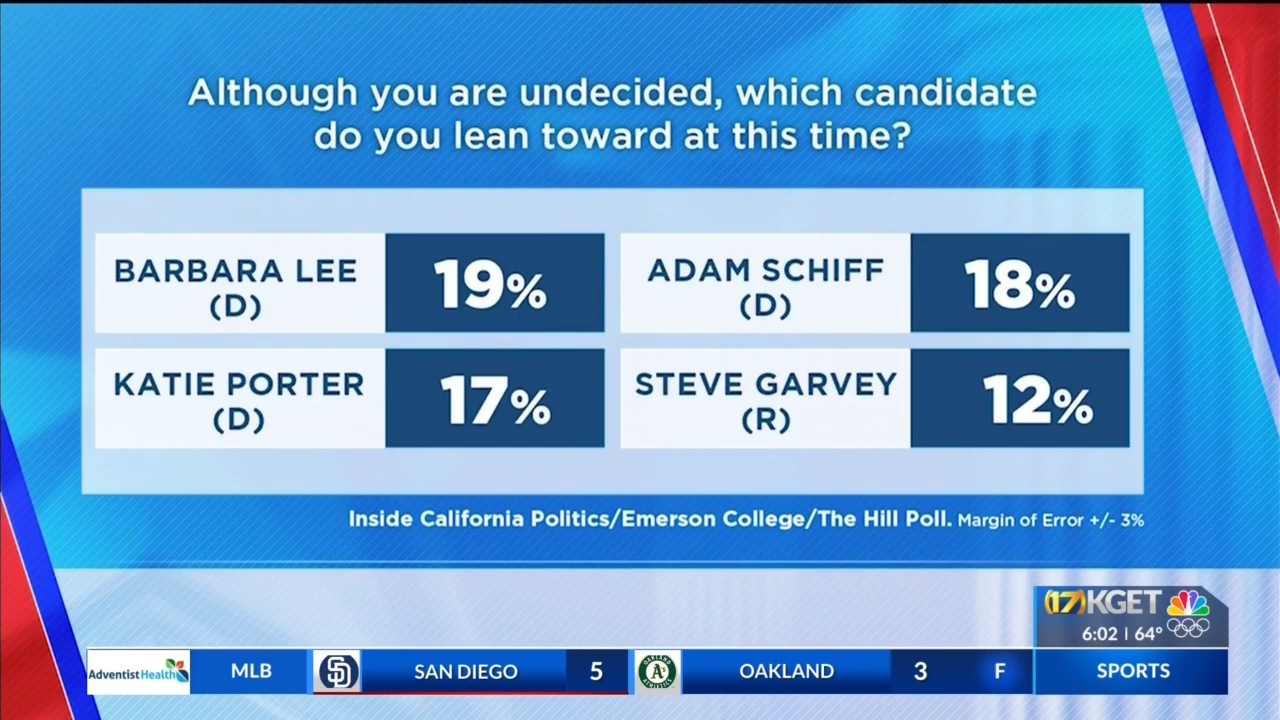 Although you are undecided, which candidate
do you lean toward at this time?
BARBARA LEE
(D)
19%
ADAM SCHIFF
(D)
18%
KATIE PORTER
(D)
17%
STEVE GARVEY
(R)
12%
Inside California Politics/Emerson College/The Hill Poll. Margin of Error +/- 3%
17 KGET
6:02 | 64°
Adventist Health MLB SD SAN DIEGO 5 A's OAKLAND 3 F SPORTS